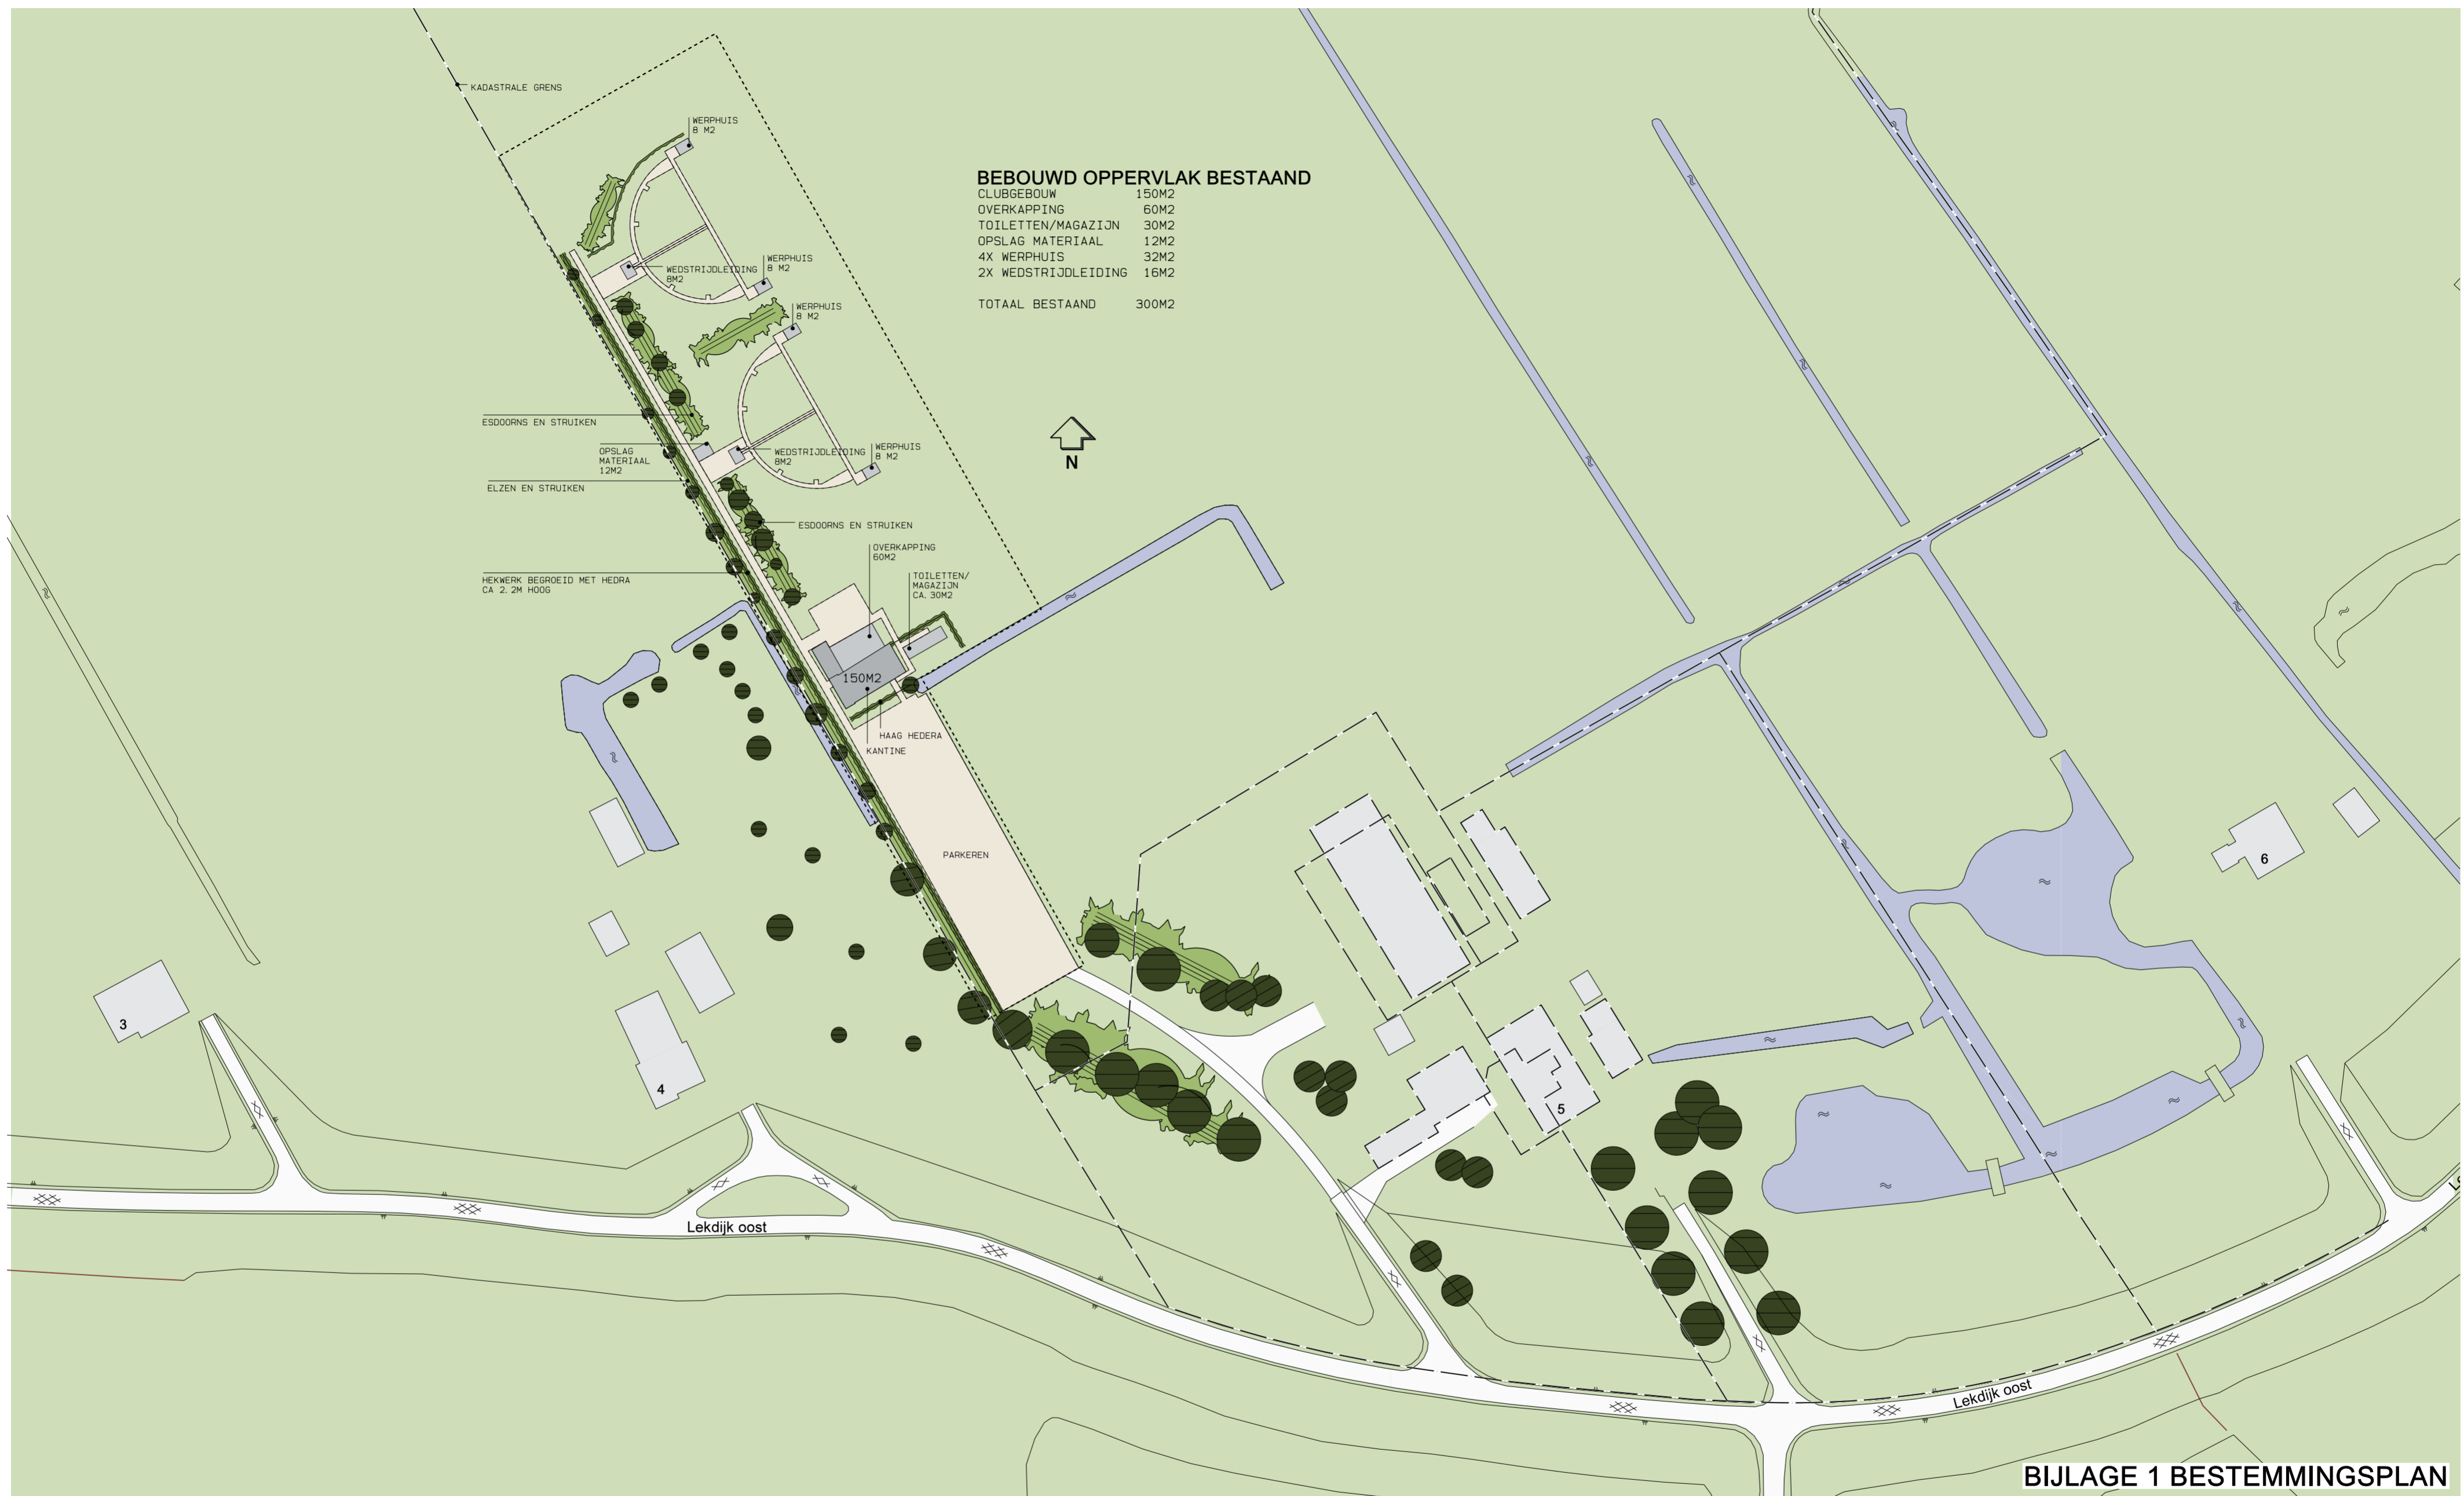 KADASTRALE GRENS
WERPHUIS
8 M2
BEBOUWD OPPERVLAK BESTAAND
CLUBGEBOUW 150M2
OVERKAPPING 60M2
TOILETTEN/MAGAZIJN 30M2
OPSLAG MATERIAAL 12M2
4X WERPHUIS 32M2
2X WEDSTRIJDLEIDING 16M2
TOTAAL BESTAAND 300M2
WERPHUIS
8 M2
WEDSTRIJDLEIDING
8M2
WERPHUIS
8 M2
ESDOORNS EN STRUIKEN
OPSLAG
MATERIAAL
12M2
WEDSTRIJDLEIDING
8M2
WERPHUIS
8 M2
N
ELZEN EN STRUIKEN
ESDOORNS EN STRUIKEN
OVERKAPPING
60M2
HEKWERK BEGROEID MET HEDRA
CA 2.2M HOOG
TOILETTEN/
MAGAZIJN
CA.30M2
150M2
HAAG HEDERA
KANTINE
PARKEREN
6
3
4
5
Lekdijk oost
Lekdijk oost
BIJLAGE 1 BESTEMMINGSPLAN